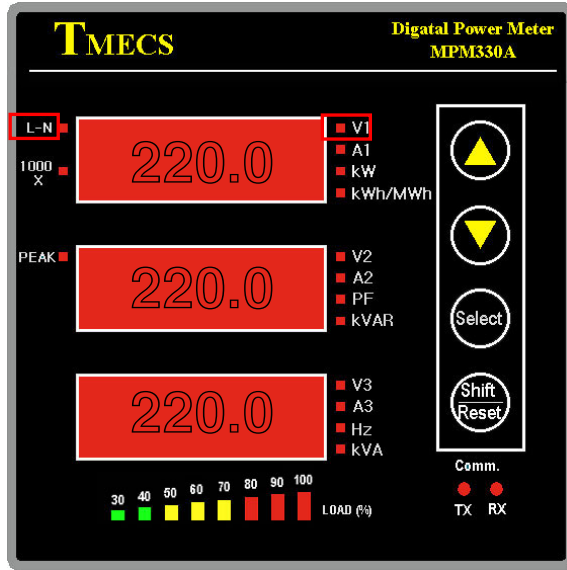 TMECS
Digatal Power Meter
MPM330A
L-N
V1
A1
1000
X
kW
kWh/MWh
220.0
PEAK
V2
A2
PF
kVAR
220.0
V3
A3
Hz
kVA
220.0
Select
Shift
Reset
30 40 50 60 70 80 90 100
LOAD (%)
Comm.
TX RX